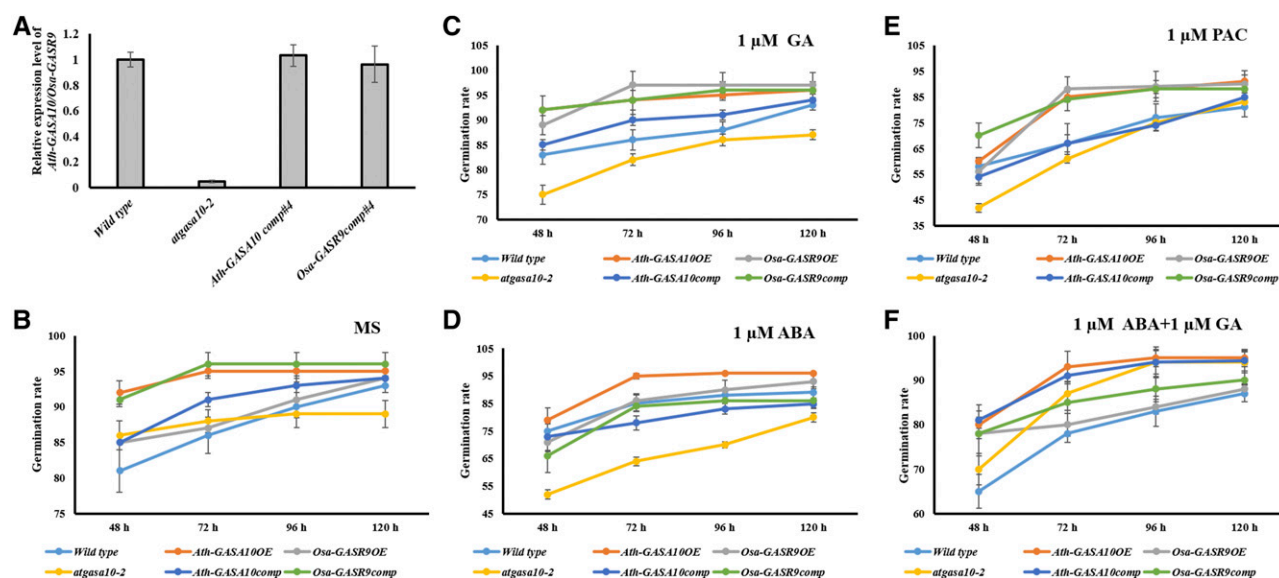 A
Relative expression level of
Ath-GASA10/Osa-GASR9
1.2
1
0.8
0.6
0.4
0.2
0
Wild type
atgasa10-2
Ath-GASA10 comp#4
Osa-GASR9comp#4
B
MS
Germination rate
100
95
90
85
80
75
48 h
72 h
96 h
120 h
Wild type
Ath-GASA10OE
Osa-GASR9OE
atgasa10-2
Ath-GASA10comp
Osa-GASR9comp
C
1 µM GA
Germination rate
105
100
95
90
85
80
75
70
48 h
72 h
96 h
120 h
Wild type
Ath-GASA10OE
Osa-GASR9OE
atgasa10-2
Ath-GASA10comp
Osa-GASR9comp
D
1 µM ABA
Germination rate
105
95
85
75
65
55
45
48 h
72 h
96 h
120 h
Wild type
Ath-GASA10OE
Osa-GASR9OE
atgasa10-2
Ath-GASA10comp
Osa-GASR9comp
E
1 µM PAC
Germination rate
105
95
85
75
65
55
45
35
48 h
72 h
96 h
120 h
Wild type
Ath-GASA10OE
Osa-GASR9OE
atgasa10-2
Ath-GASA10comp
Osa-GASR9comp
F
1 µM ABA+1 µM GA
Germination rate
100
90
80
70
60
48 h
72 h
96 h
120 h
Wild type
Ath-GASA10OE
Osa-GASR9OE
atgasa10-2
Ath-GASA10comp
Osa-GASR9comp